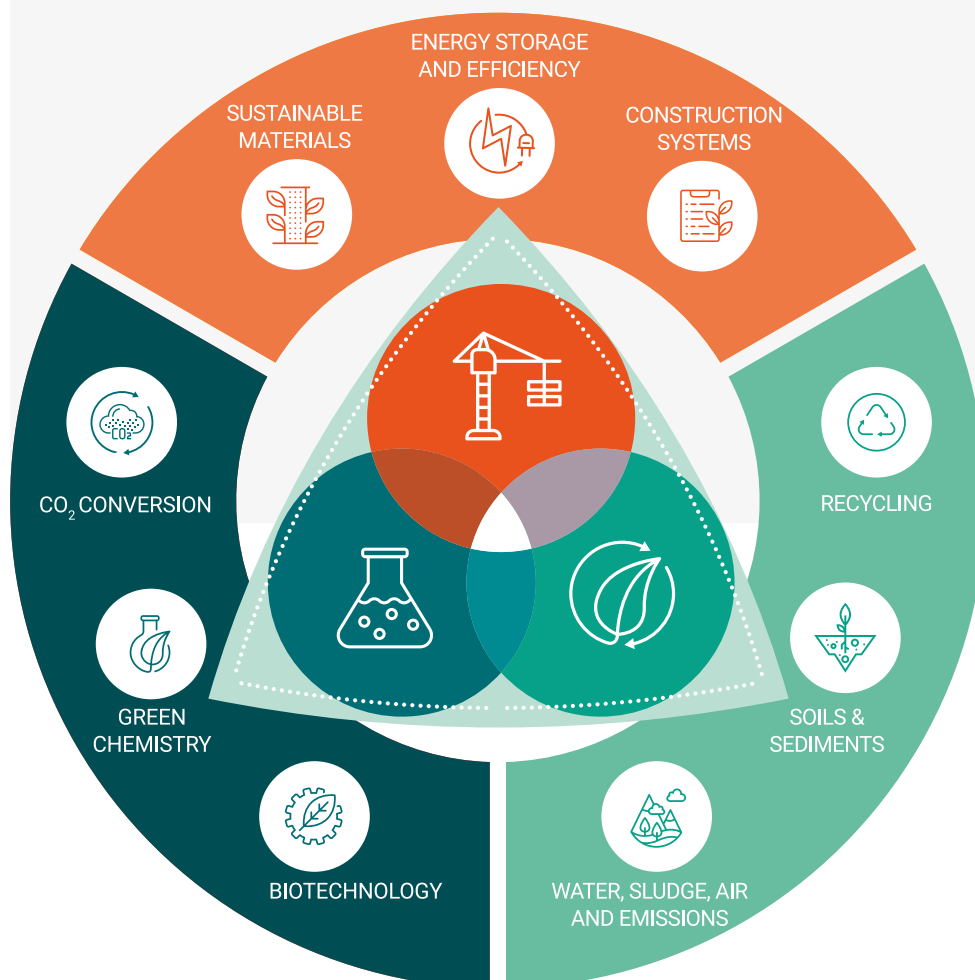 ENERGY STORAGE
AND EFFICIENCY
SUSTAINABLE
MATERIALS
CONSTRUCTION
SYSTEMS
CO2
CO₂ CONVERSION
RECYCLING
GREEN
CHEMISTRY
SOILS &
SEDIMENTS
BIOTECHNOLOGY
WATER, SLUDGE, AIR
AND EMISSIONS